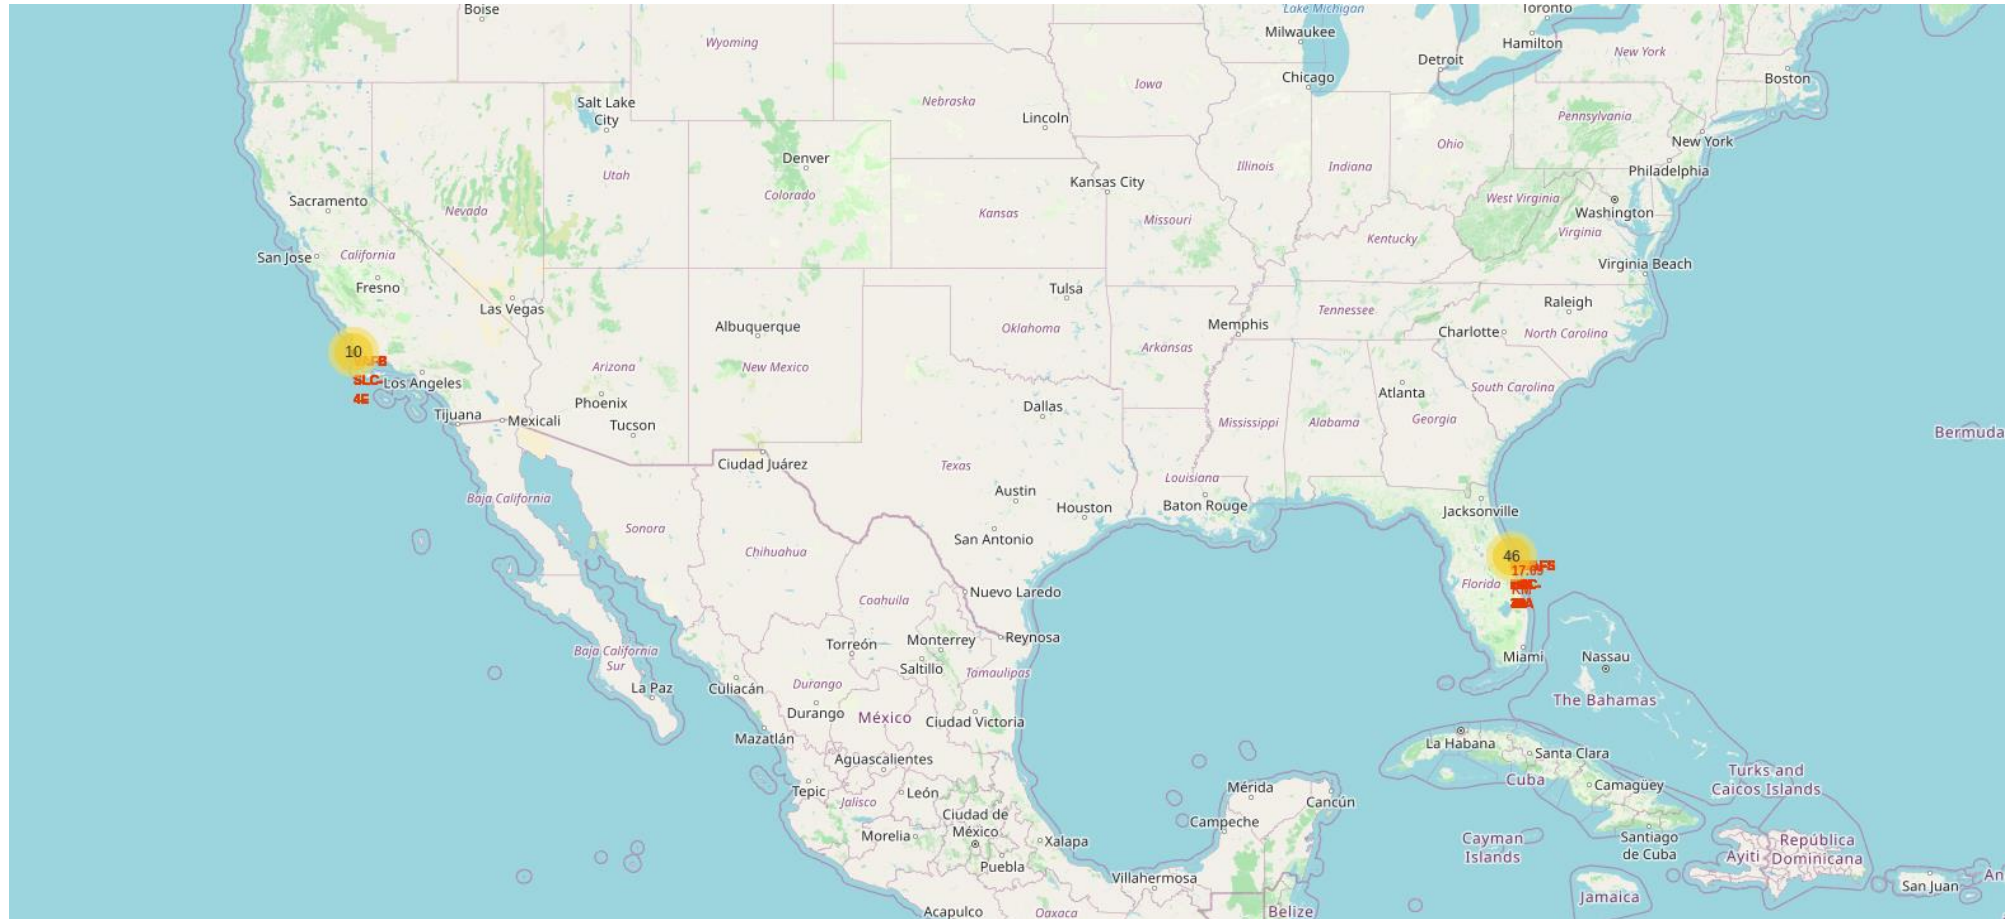 Boise
Lake Michigan
Toronto
Milwaukee
Hamilton
Wyoming
New York
Detroit
Chicago
Boston
Iowa
Salt Lake
City
Nebraska
Lincoln
Pennsylvania
New York
Ohio
Denver
Illinois
Indiana
Philadelphia
Utah
Kansas City
Colorado
Sacramento
Nevada
Kansas
Missouri
West Virginia
Washington
Virginia
Kentucky
San Jose
California
Virginia Beach
Fresno
Tulsa
Las Vegas
Raleigh
Tennessee
Albuquerque
Oklahoma
Memphis
Charlotte
North Carolina
10
Arkansas
Arizona
New Mexico
SLC-
Los Angeles
South Carolina
4E
Phoenix
Atlanta
Dallas
Tijuana
Mexicali
Tucson
Mississippi
Alabama
Georgia
Bermuda
Ciudad Juárez
Texas
Louisiana
Baja California
Austin
Houston
Baton Rouge
Jacksonville
Sonora
San Antonio
Chihuahua
46
Florida
KM
Nuevo Laredo
Coahuila
Reynosa
Torreón
Monterrey
Baja California
Sur
Saltillo
Tamaulipas
Miami
Nassau
La Paz
Culiacán
Durango
The Bahamas
Durango
México
Ciudad Victoria
Mazatlán
La Habana
Santa Clara
Aguascalientes
Cuba
Camagüey
Turks and
Caicos Islands
Tepic
Jalisco
León
Mérida
Cancún
Ciudad de
México
Campeche
Morelia
Xalapa
Cayman
Islands
Santiago
de Cuba
República
Dominicana
Ayiti
Puebla
Villahermosa
San Juan
An
Jamaica
Acapulco
Oaxaca
Belize